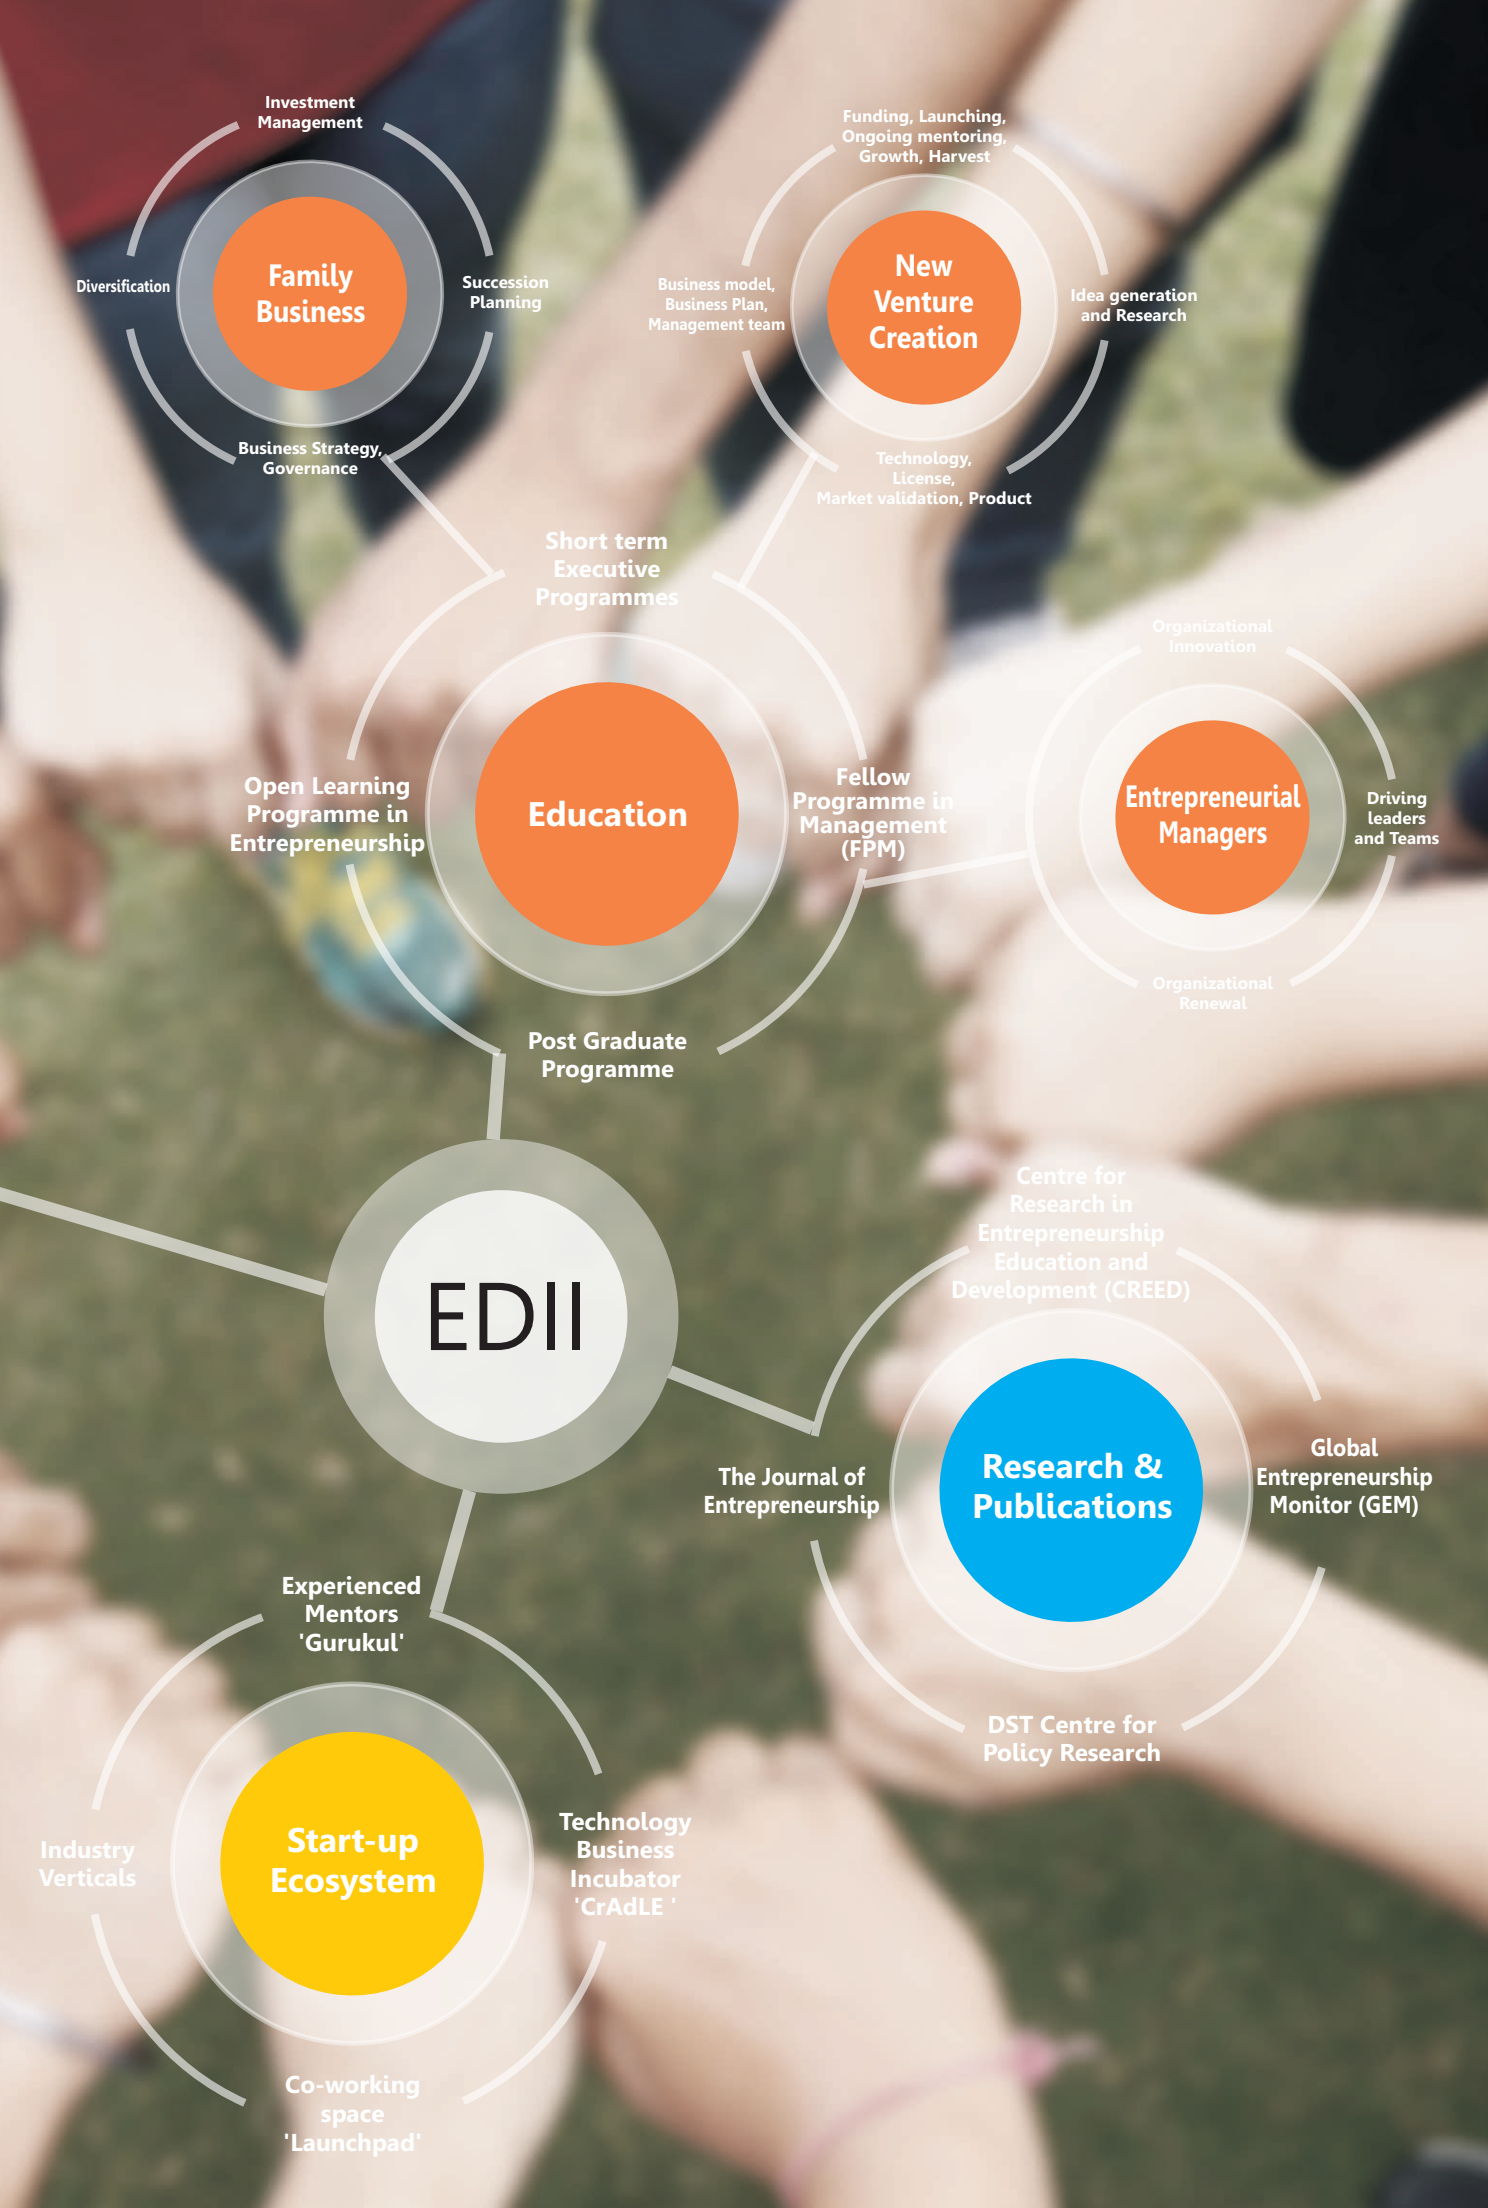 Investment
Management
Diversification
Family
Business
Succession
Planning
Business Strategy,
Governance
Funding, Launching,
Ongoing mentoring,
Growth, Harvest
Business model,
Business Plan,
Management team
New
Venture
Creation
Idea generation
and Research
Technology,
License,
Market validation, Product
Short term
Executive
Programmes
Open Learning
Programme in
Entrepreneurship
Education
Fellow
Programme in
Management
(FPM)
Post Graduate
Programme
Organizational
Innovation
Entrepreneurial
Managers
Driving
leaders
and Teams
Organizational
Renewal
EDII
Centre for
Research in
Entrepreneurship
Education and
Development (CREED)
The Journal of
Entrepreneurship
Research &
Publications
Global
Entrepreneurship
Monitor (GEM)
DST Centre for
Policy Research
Experienced
Mentors
'Gurukul'
Industry
Verticals
Start-up
Ecosystem
Technology
Business
Incubator
'CrAdLE '
Co-working
space
'Launchpad'